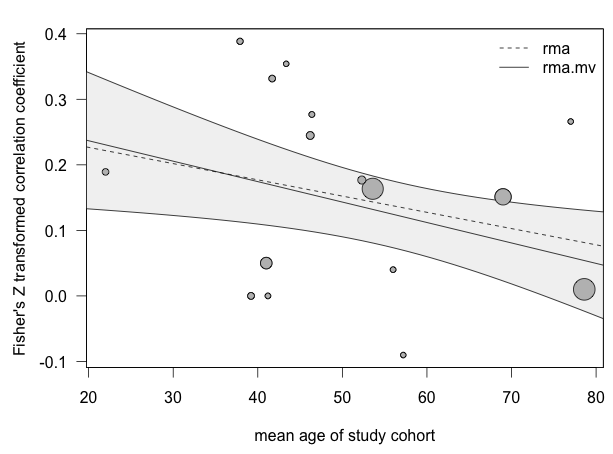 Fisher's Z transformed correlation coefficient
0.4
0.3
0.2
0.1
0.0
-0.1
rma
rma.mv
20 30 40 50 60 70 80
mean age of study cohort